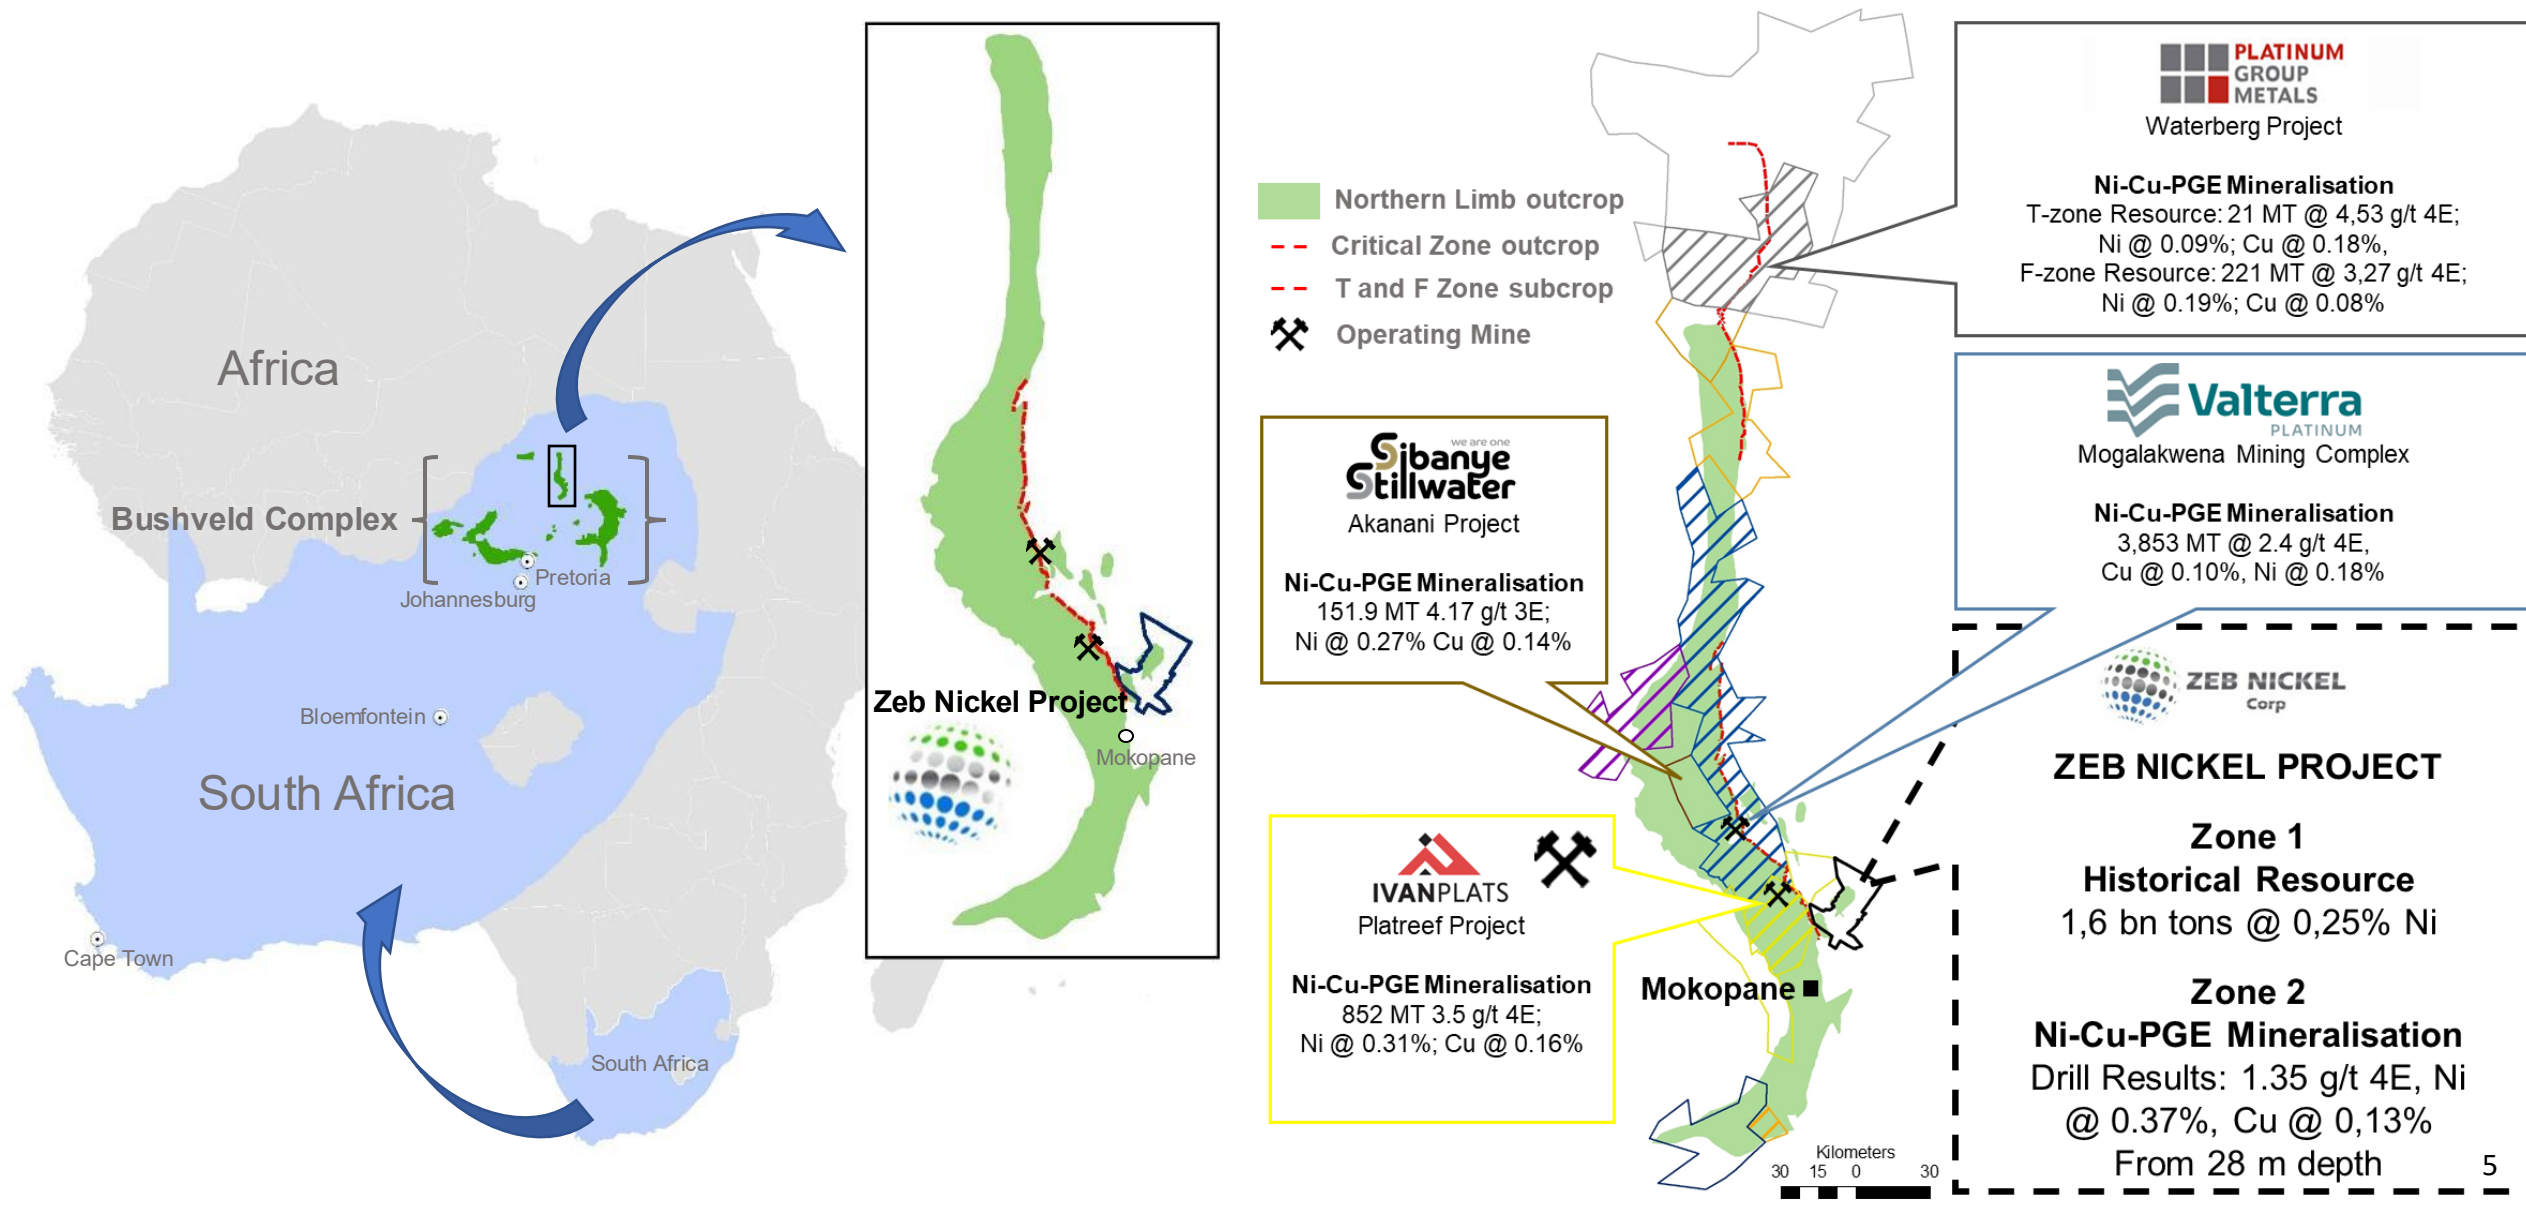 Africa
Bushveld Complex
Pretoria
Johannesburg
Bloemfontein
South Africa
Cape Town
South Africa
Zeb Nickel Project
Mokopane
Northern Limb outcrop
Critical Zone outcrop
T and F Zone subcrop
Operating Mine
we are one
Sibanye
Stillwater
Akanani Project
Ni-Cu-PGE Mineralisation
151.9 MT 4.17 g/t 3E;
Ni @ 0.27% Cu @ 0.14%
IVANPLATS
Platreef Project
Ni-Cu-PGE Mineralisation
852 MT 3.5 g/t 4E;
Ni @ 0.31%; Cu @ 0.16%
Mokopane
Kilometers
30 15 0 30
PLATINUM
GROUP
METALS
Waterberg Project
Ni-Cu-PGE Mineralisation
T-zone Resource: 21 MT @ 4,53 g/t 4E;
Ni @ 0.09%; Cu @ 0.18%,
F-zone Resource: 221 MT @ 3,27 g/t 4E;
Ni @ 0.19%; Cu @ 0.08%
Valterra
PLATINUM
Mogalakwena Mining Complex
Ni-Cu-PGE Mineralisation
3,853 MT @ 2.4 g/t 4E,
Cu @ 0.10%, Ni @ 0.18%
ZEB NICKEL
Corp
ZEB NICKEL PROJECT
Zone 1
Historical Resource
1,6 bn tons @ 0,25% Ni
Zone 2
Ni-Cu-PGE Mineralisation
Drill Results: 1.35 g/t 4E, Ni
@ 0.37%, Cu @ 0,13%
From 28 m depth
5